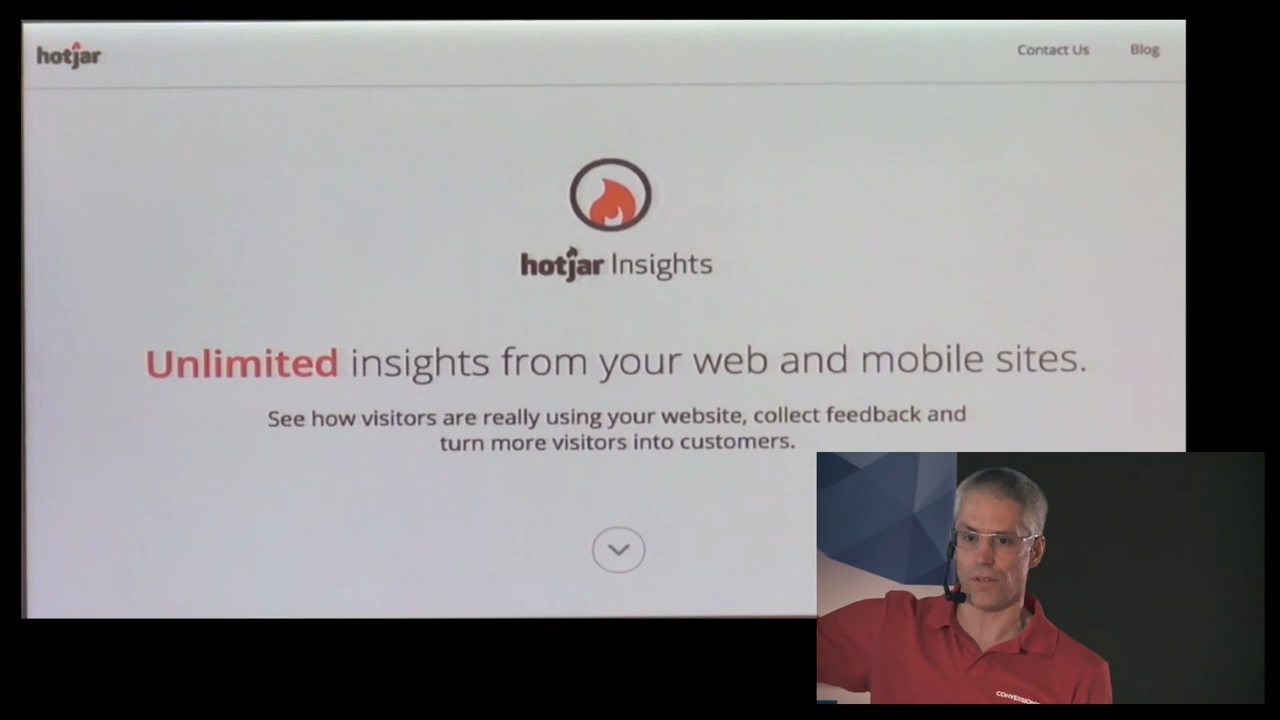 hotjar
Contact Us
Blog
hotjar Insights
Unlimited insights from your web and mobile sites.
See how visitors are really using your website, collect feedback and
turn more visitors into customers.